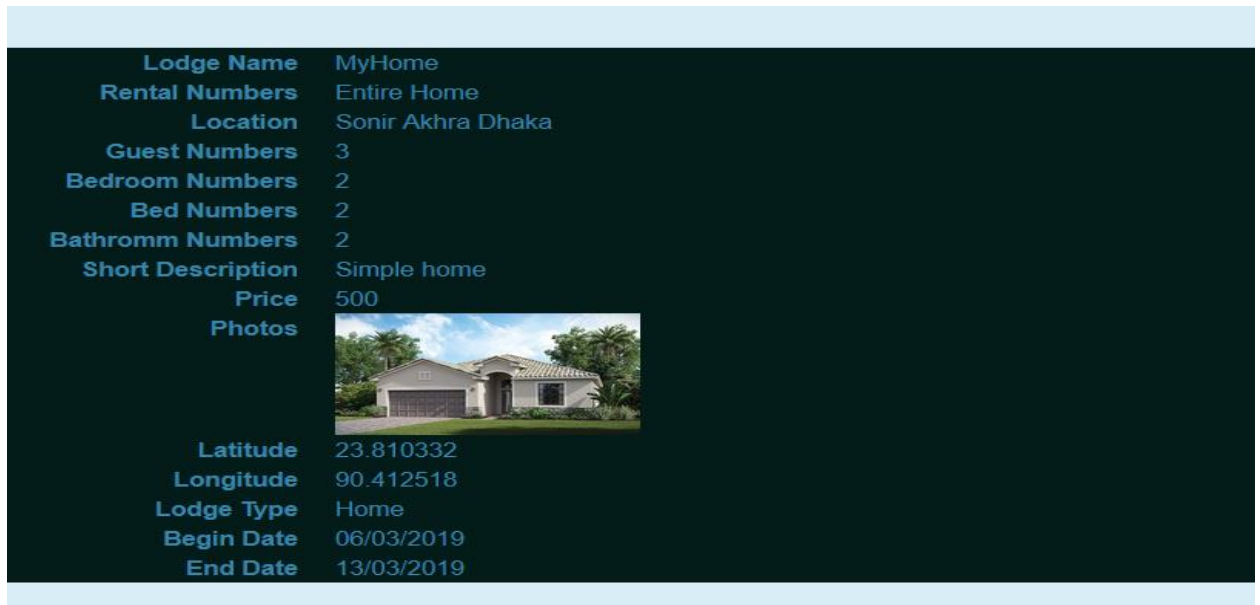 Lodge Name MyHome
Rental Numbers Entire Home
Location Sonir Akhra Dhaka
Guest Numbers 3
Bedroom Numbers 2
Bed Numbers 2
Bathromm Numbers 2
Short Description Simple home
Price 500
Photos
Latitude 23.810332
Longitude 90.412518
Lodge Type Home
Begin Date 06/03/2019
End Date 13/03/2019